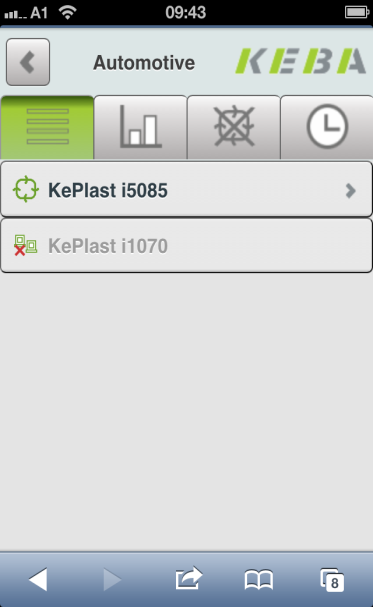 A1 09:43
Automotive KEBA
KePlast i5085
KePlast i1070
8